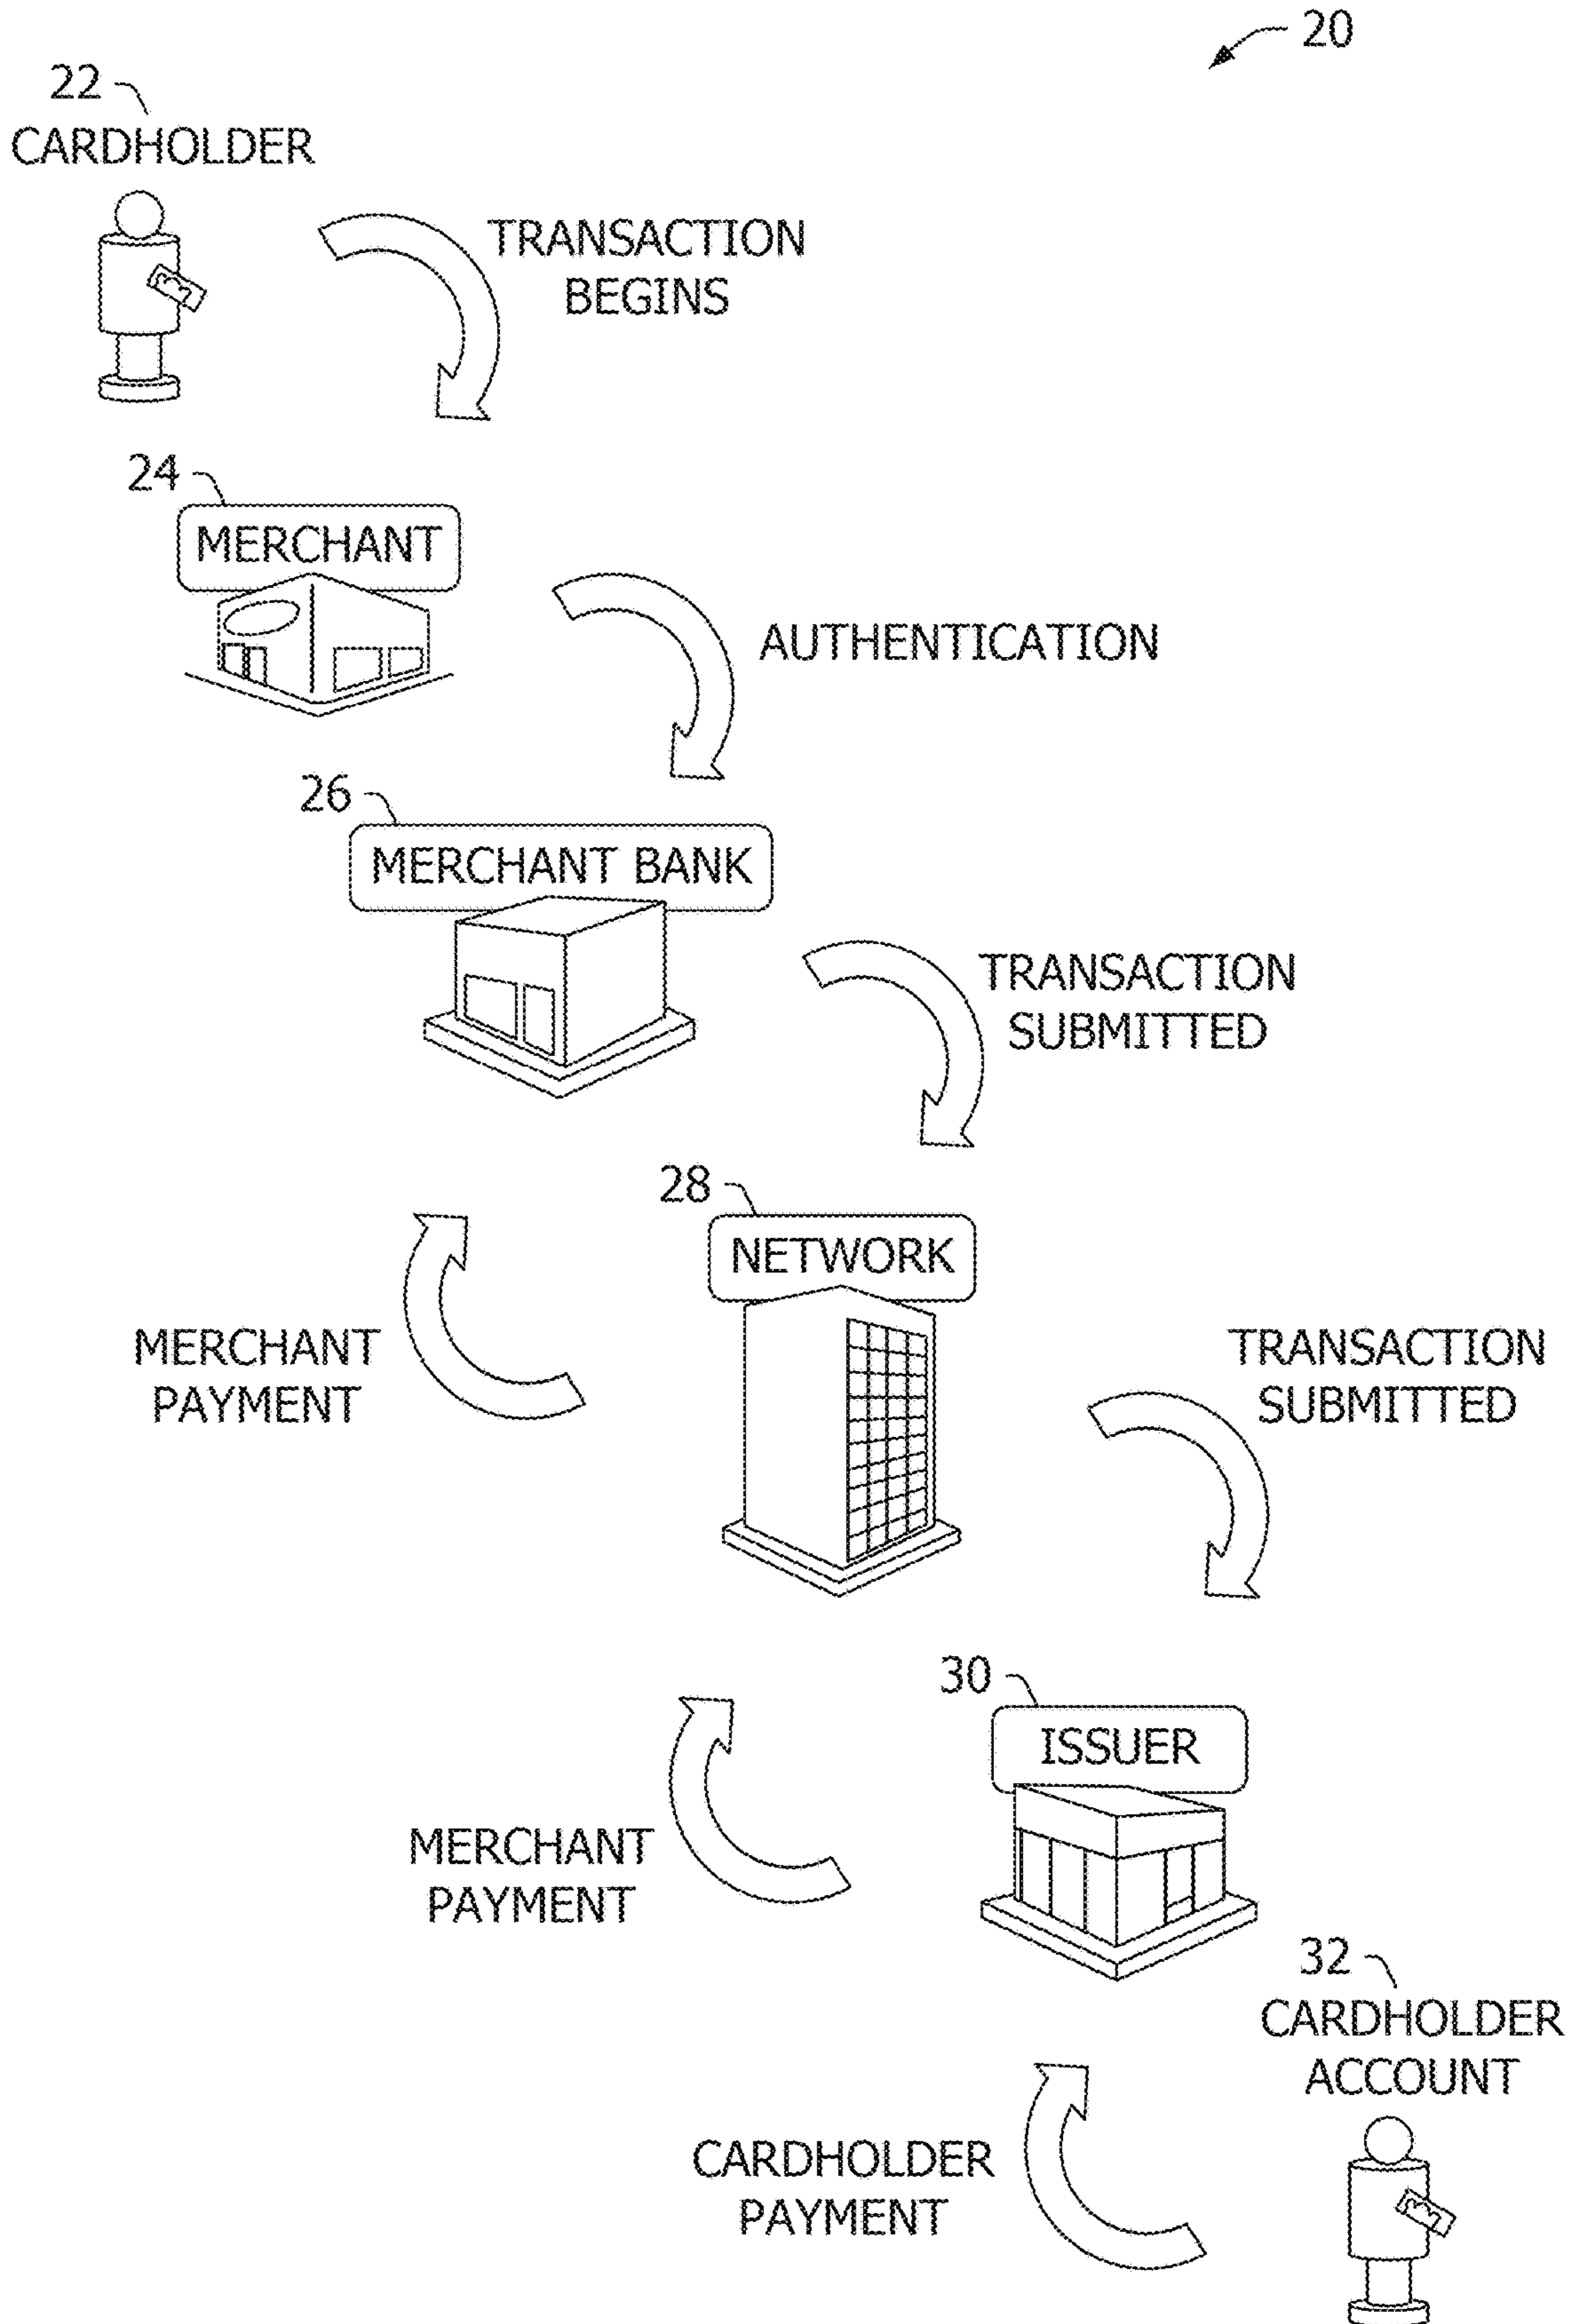 20
22
CARDHOLDER
TRANSACTION
BEGINS
24
MERCHANT
AUTHENTICATION
26
MERCHANT BANK
TRANSACTION
SUBMITTED
28
NETWORK
MERCHANT
PAYMENT
TRANSACTION
SUBMITTED
30
ISSUER
MERCHANT
PAYMENT
32
CARDHOLDER
ACCOUNT
CARDHOLDER
PAYMENT